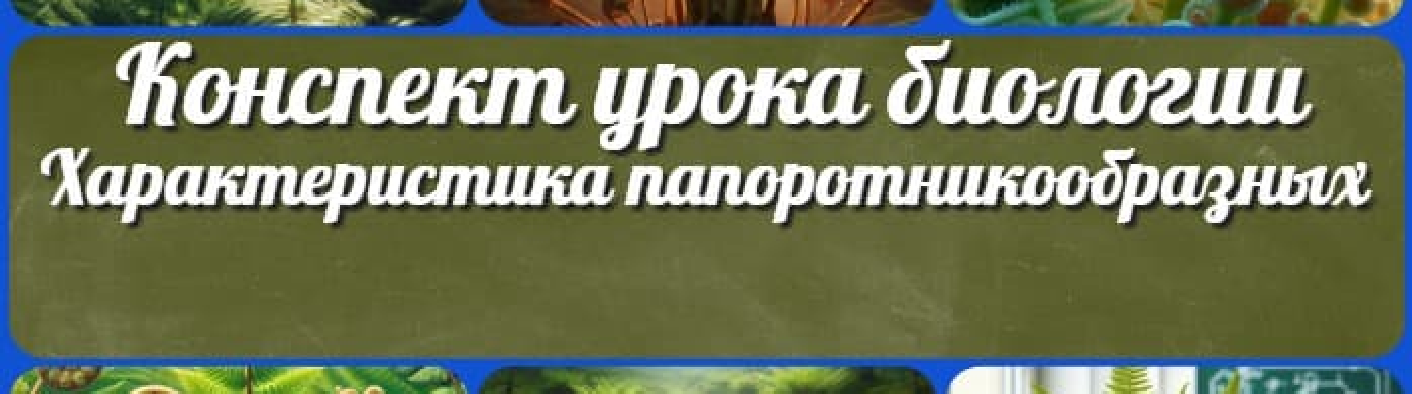 Конспект урока биологии
Характеристика папоротникообразных